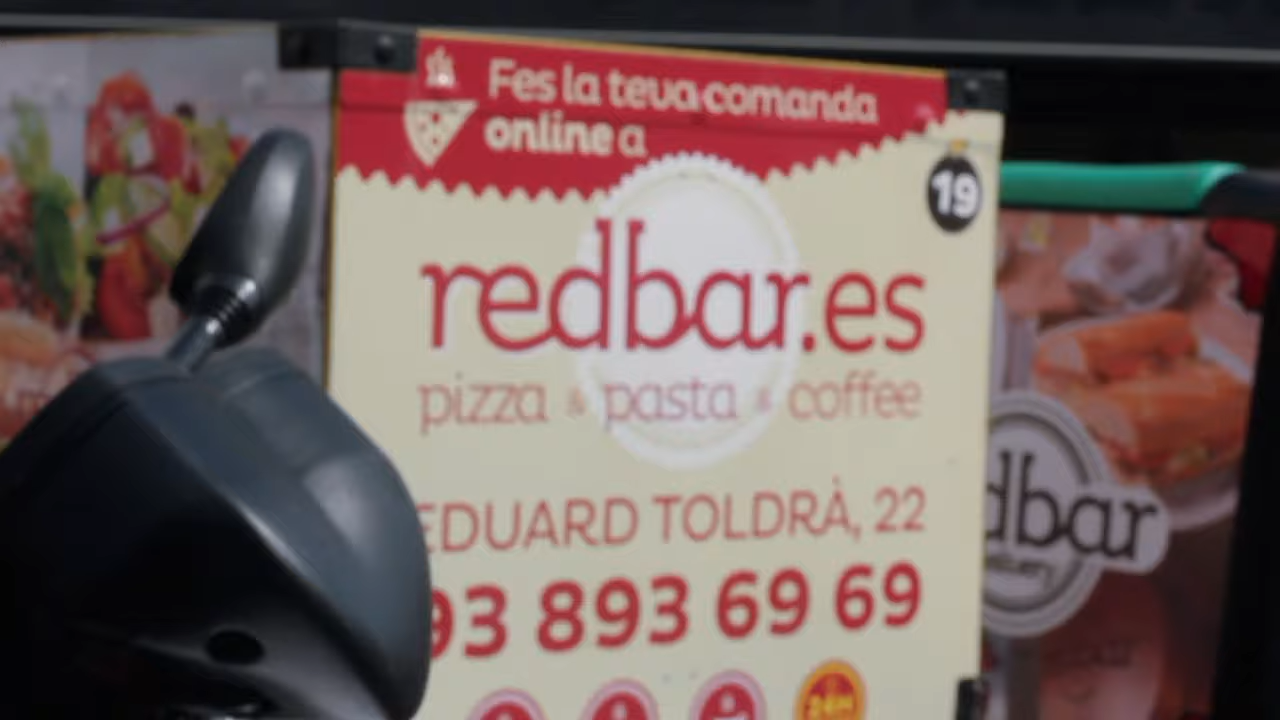 Fes la teva comanda
online a
19
redbar.es
pizza & pasta & coffee
EDUARD TOLDRÀ, 22
93 893 69 69
24H
dbar